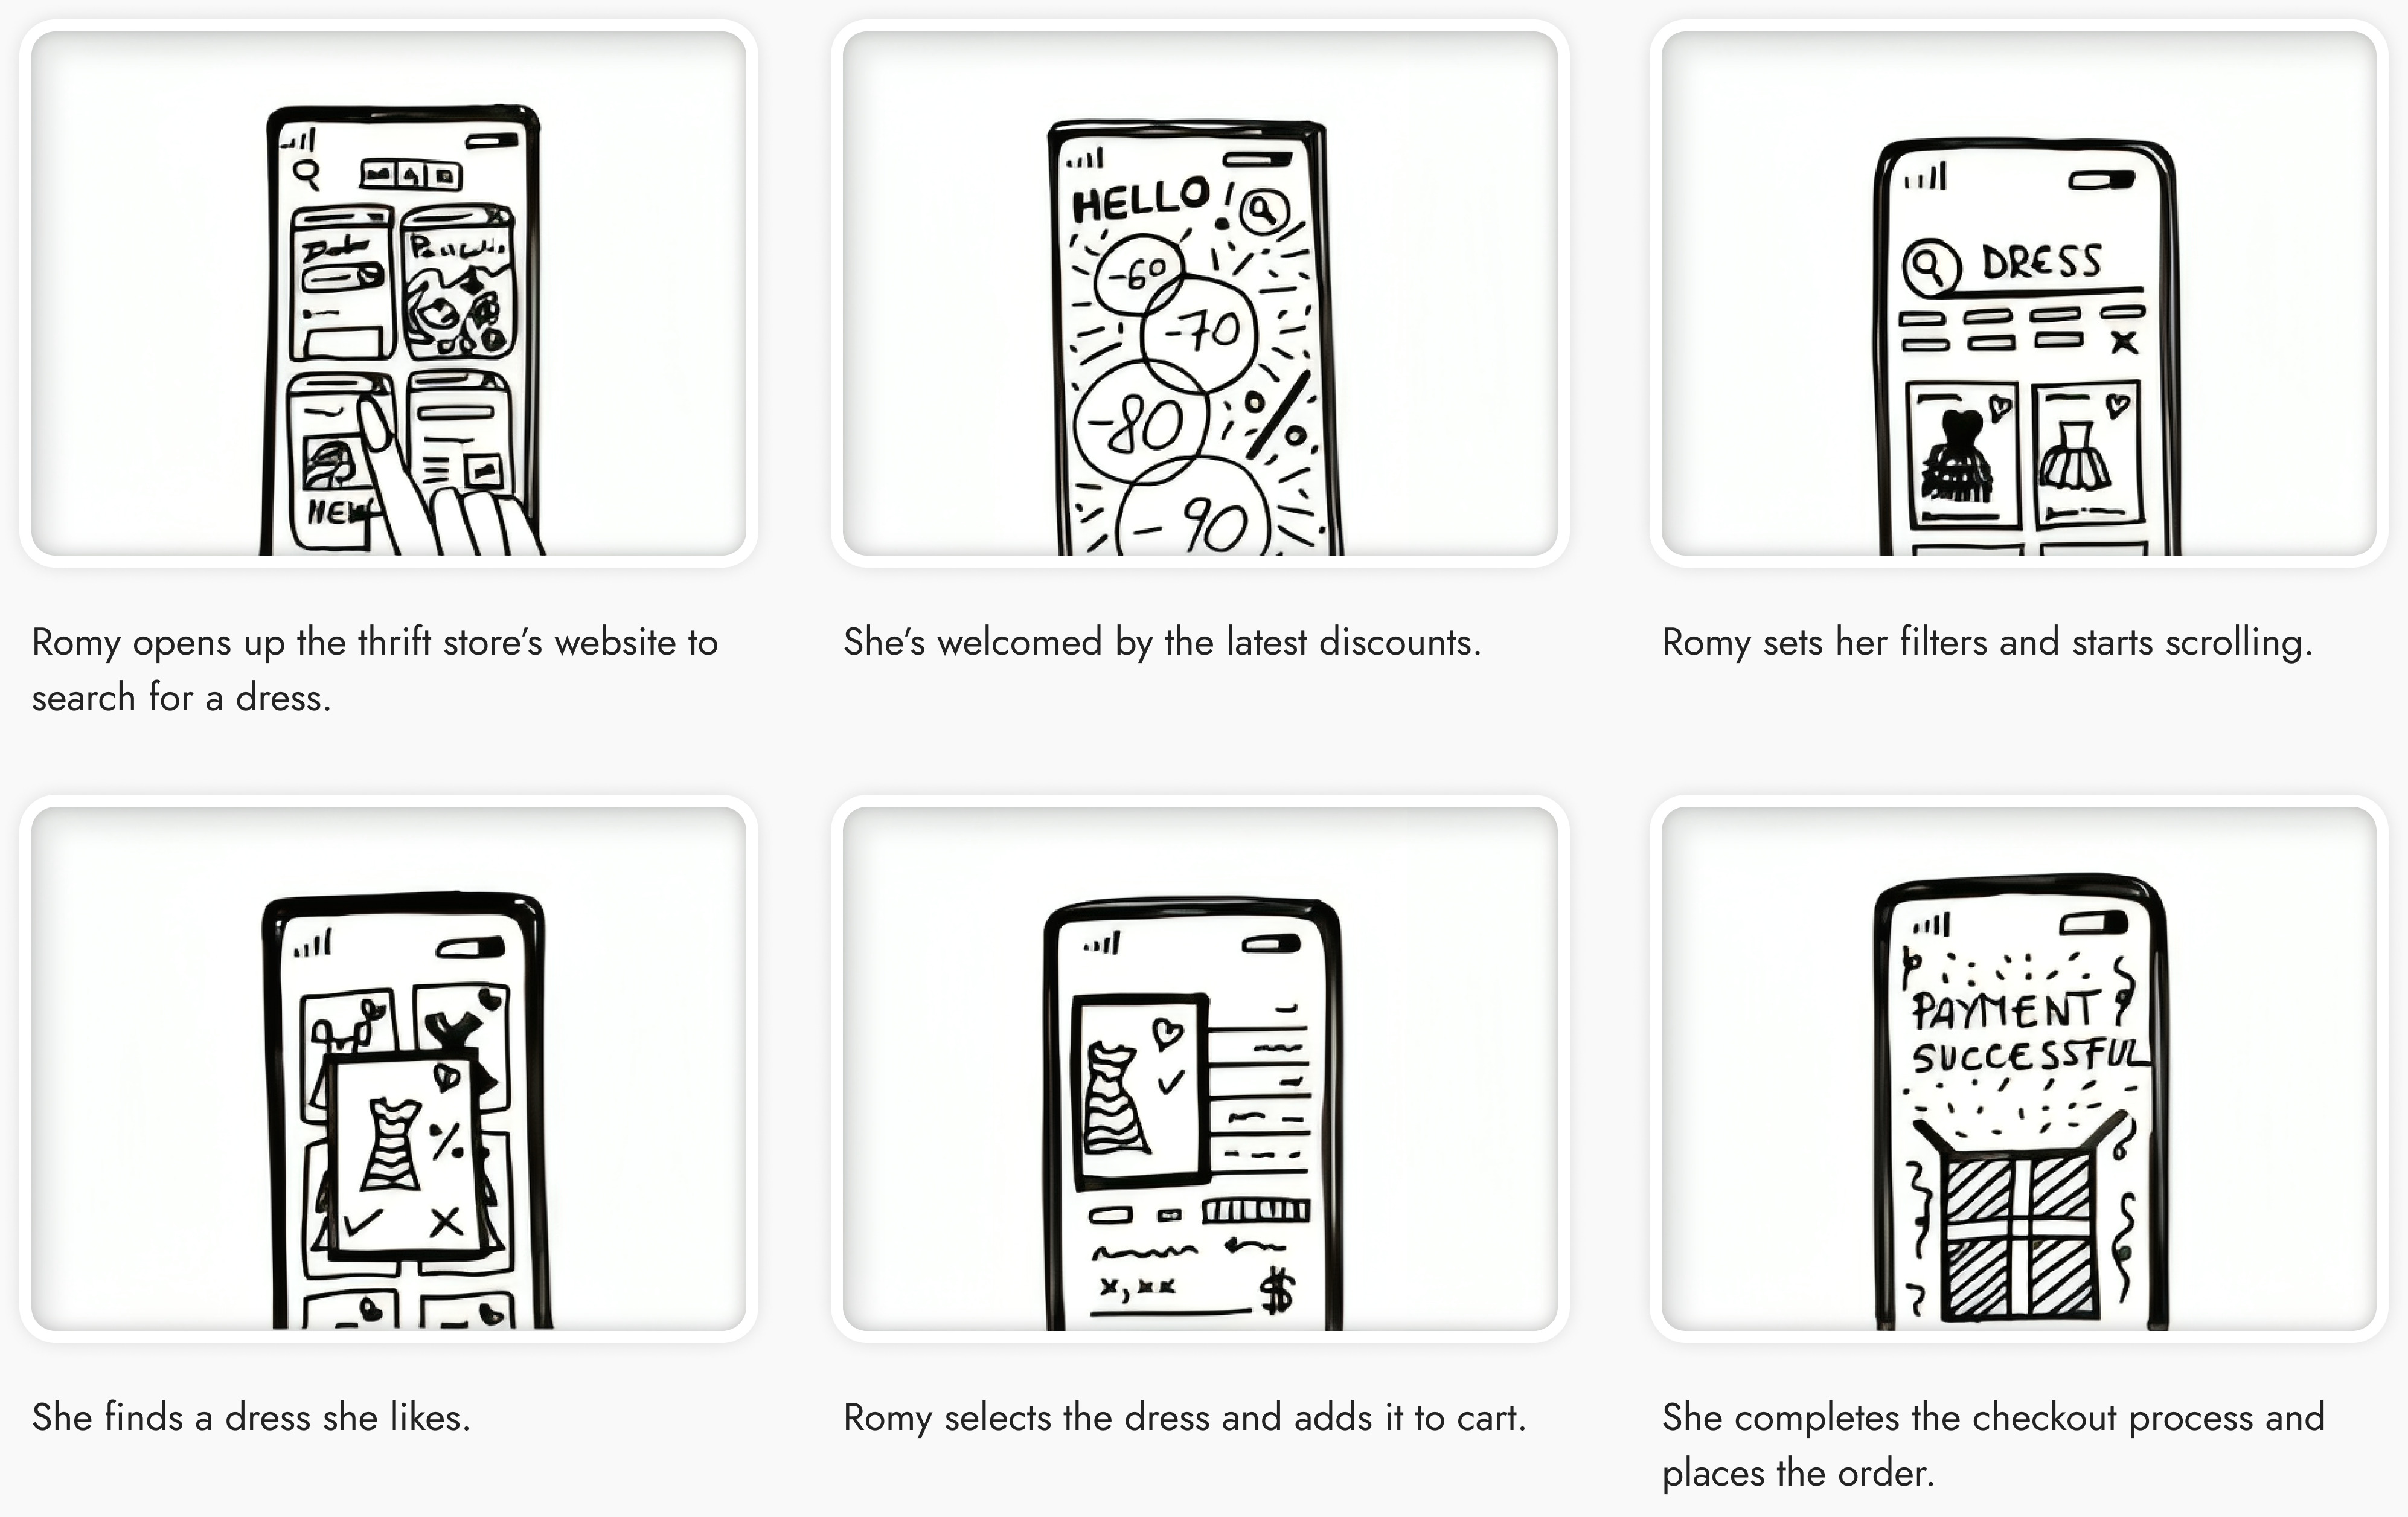 NEW
HELLO!
-60
-70
-80
%
-90
DRESS
Romy opens up the thrift store’s website to
search for a dress.
She’s welcomed by the latest discounts.
Romy sets her filters and starts scrolling.
%
x,xx $
PAYMENT
SUCCESSFUL
She finds a dress she likes.
Romy selects the dress and adds it to cart.
She completes the checkout process and
places the order.